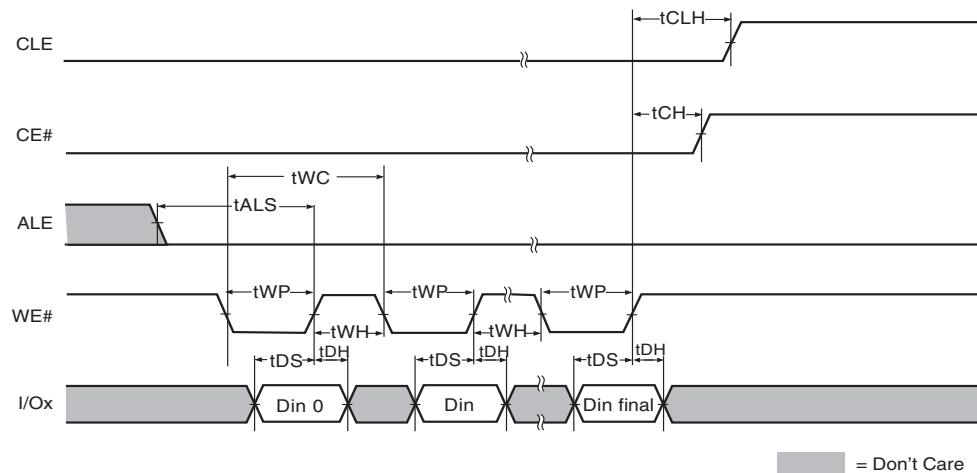 tCLH
CLE
tCH
CE#
tWC
tALS
ALE
tWP tWP tWP
WE#
tWH tWH
tDS tDH tDS tDH tDS tDH
I/Ox Din 0 Din Din final
= Don't Care